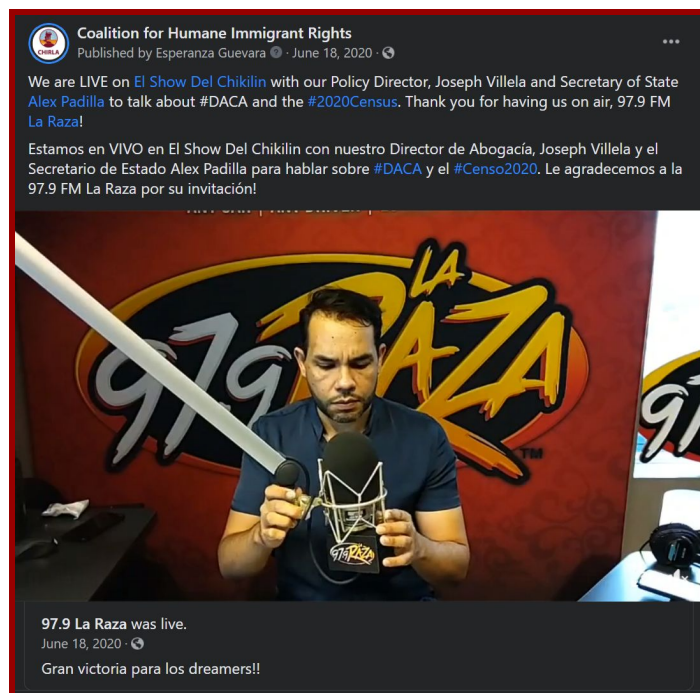 Coalition for Humane Immigrant Rights
Published by Esperanza Guevara · June 18, 2020 ·
CHIRLA
We are LIVE on El Show Del Chikilin with our Policy Director, Joseph Villela and Secretary of State
Alex Padilla to talk about #DACA and the #2020Census. Thank you for having us on air, 97.9 FM
La Raza!
Estamos en VIVO en El Show Del Chikilin con nuestro Director de Abogacía, Joseph Villela y el
Secretario de Estado Alex Padilla para hablar sobre #DACA y el #Censo2020. Le agradecemos a la
97.9 FM La Raza por su invitación!
97.9 LA RAZA
TM
97.9 RAZA
97.9 La Raza was live.
June 18, 2020 ·
Gran victoria para los dreamers!!